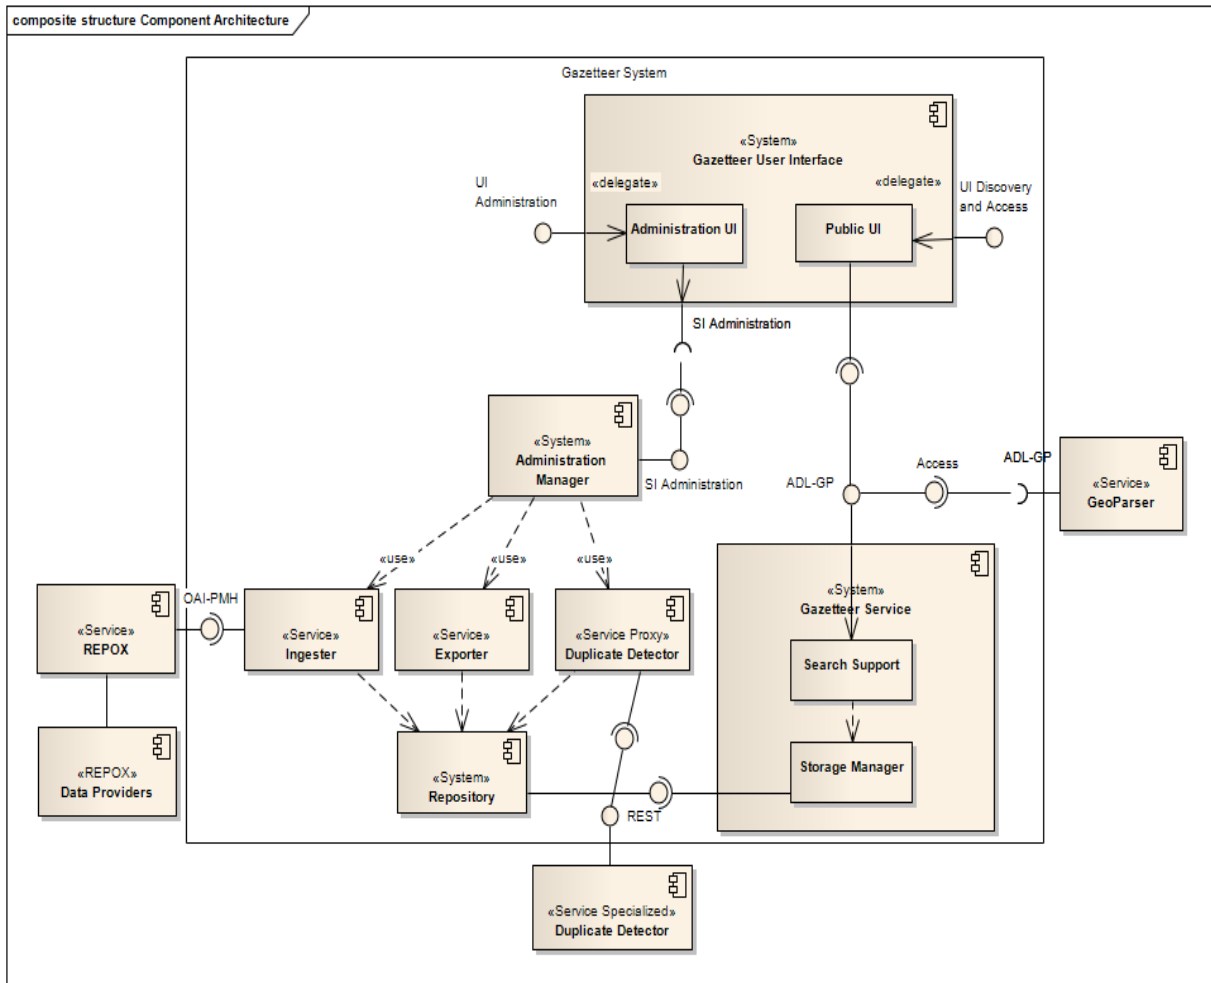 composite structure Component Architecture
Gazetteer System
«System»
Gazetteer User Interface
UI
Administration
«delegate»
«delegate»
UI Discovery
and Access
Administration UI
Public UI
SI Administration
«System»
Administration
Manager
SI Administration
ADL-GP
Access
ADL-GP
«Service»
GeoParser
«use»
«use»
«use»
«System»
Gazetteer Service
OAI-PMH
«Service»
REPOX
«Service»
Ingester
«Service»
Exporter
«Service Proxy»
Duplicate Detector
Search Support
«REPOX»
Data Providers
«System»
Repository
Storage Manager
REST
«Service Specialized»
Duplicate Detector